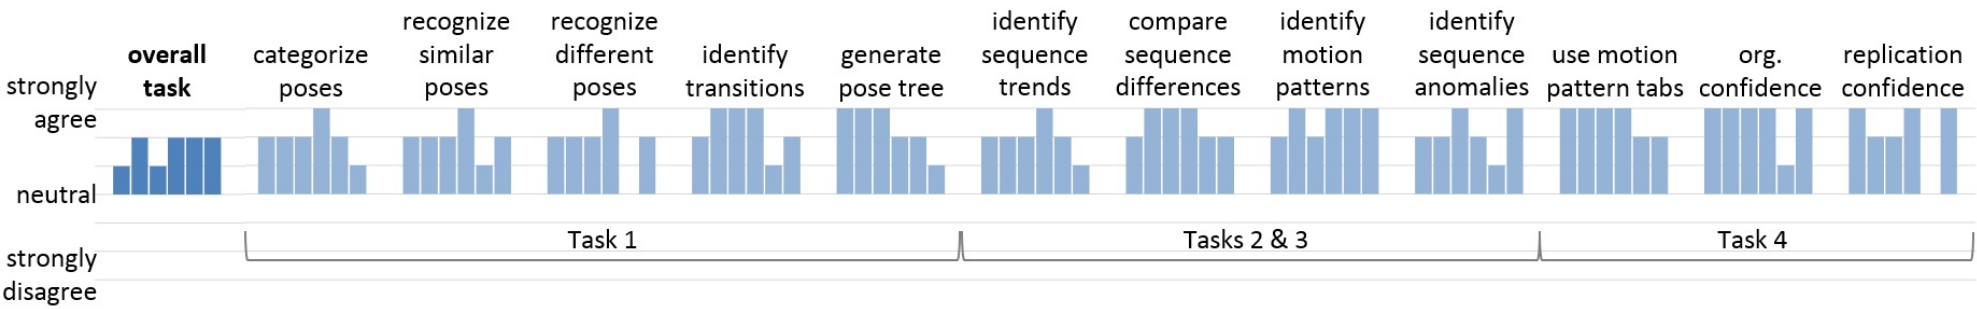 overall
task
categorize
poses
recognize
similar
poses
recognize
different
poses
identify
transitions
generate
pose tree
identify
sequence
trends
compare
sequence
differences
identify
motion
patterns
identify
sequence
anomalies
use motion
pattern tabs
org.
confidence
replication
confidence
strongly
agree
neutral
strongly
disagree
Task 1
Tasks 2 & 3
Task 4